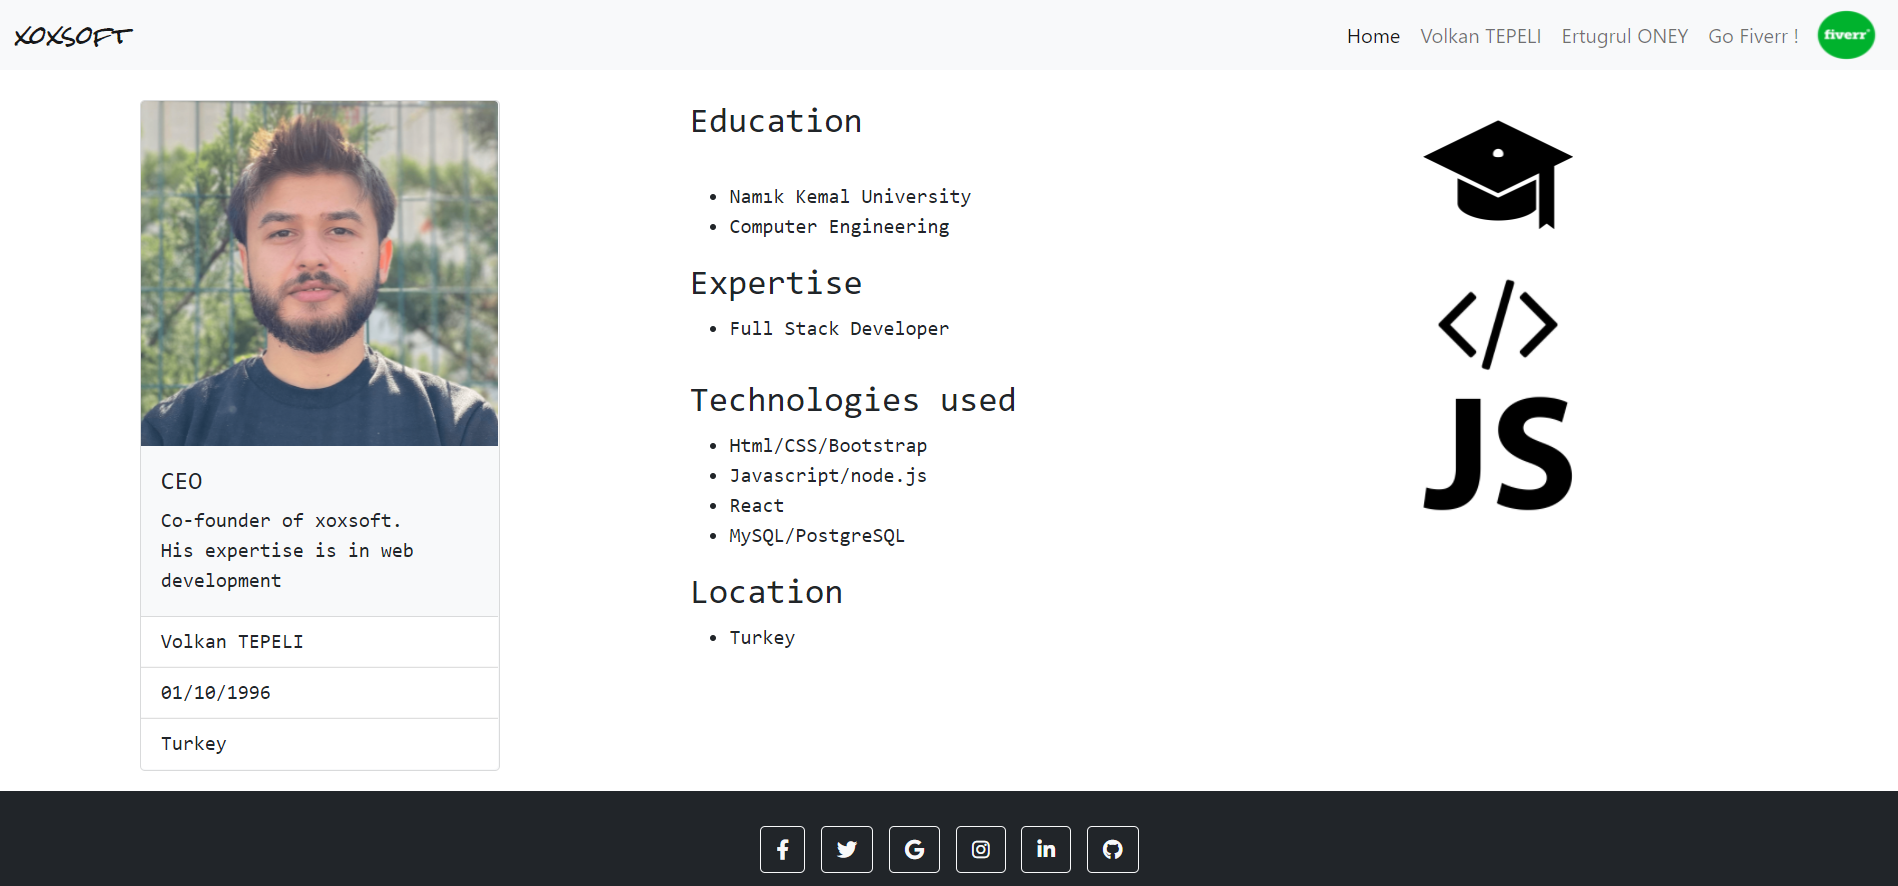 xoxsoft
Home Volkan TEPELI Ertugrul ONEY Go Fiverr ! fiverr
CEO
Co-founder of xoxsoft.
His expertise is in web
development
Volkan TEPELI
01/10/1996
Turkey
Education
Namık Kemal University
Computer Engineering
Expertise
Full Stack Developer
Technologies used
Html/CSS/Bootstrap
Javascript/node.js
React
MySQL/PostgreSQL
Location
Turkey
</>
JS